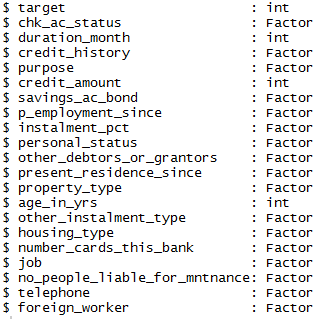 $ target                     : int
$ chk_ac_status              : Factor
$ duration_month             : int
$ credit_history             : Factor
$ purpose                    : Factor
$ credit_amount              : int
$ savings_ac_bond            : Factor
$ p_employment_since         : Factor
$ instalment_pct             : Factor
$ personal_status            : Factor
$ other_debtors_or_grantors  : Factor
$ present_residence_since    : Factor
$ property_type              : Factor
$ age_in_yrs                 : int
$ other_instalment_type      : Factor
$ housing_type               : Factor
$ number_cards_this_bank     : Factor
$ job                        : Factor
$ no_people_liable_for_mntnance: Factor
$ telephone                  : Factor
$ foreign_worker             : Factor